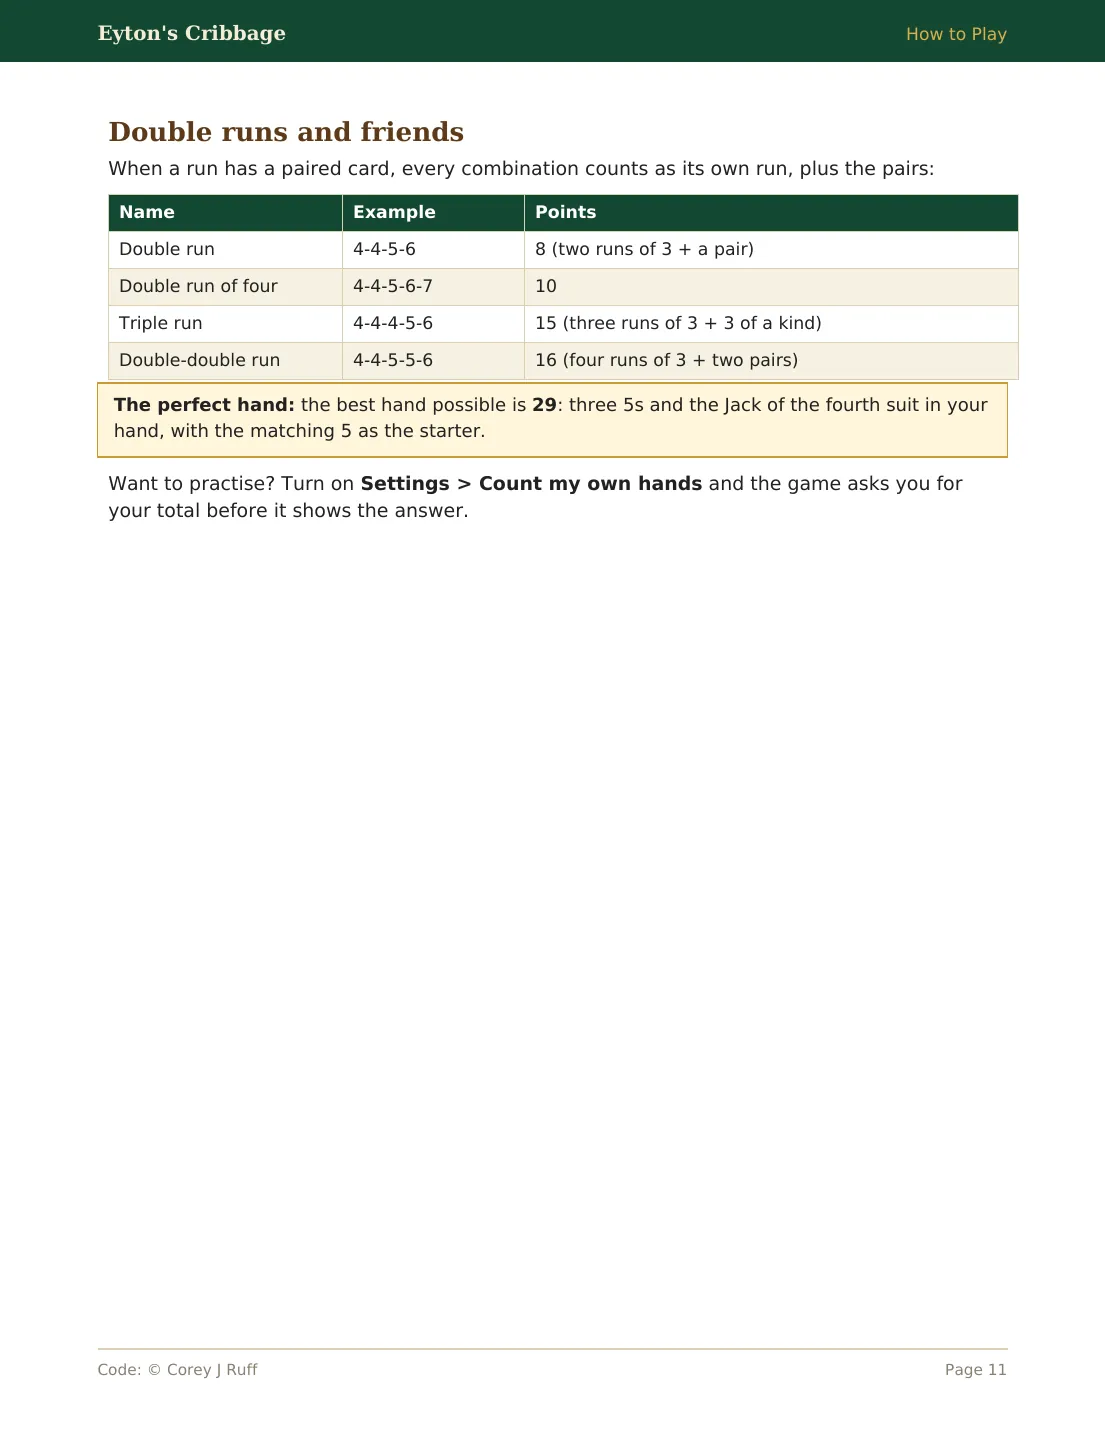 Eyton's Cribbage
How to Play
Double runs and friends
When a run has a paired card, every combination counts as its own run, plus the pairs:
Name Example Points
Double run 4-4-5-6 8 (two runs of 3 + a pair)
Double run of four 4-4-5-6-7 10
Triple run 4-4-4-5-6 15 (three runs of 3 + 3 of a kind)
Double-double run 4-4-5-5-6 16 (four runs of 3 + two pairs)
The perfect hand: the best hand possible is 29: three 5s and the Jack of the fourth suit in your
hand, with the matching 5 as the starter.
Want to practise? Turn on Settings > Count my own hands and the game asks you for
your total before it shows the answer.
Code: © Corey J Ruff
Page 11